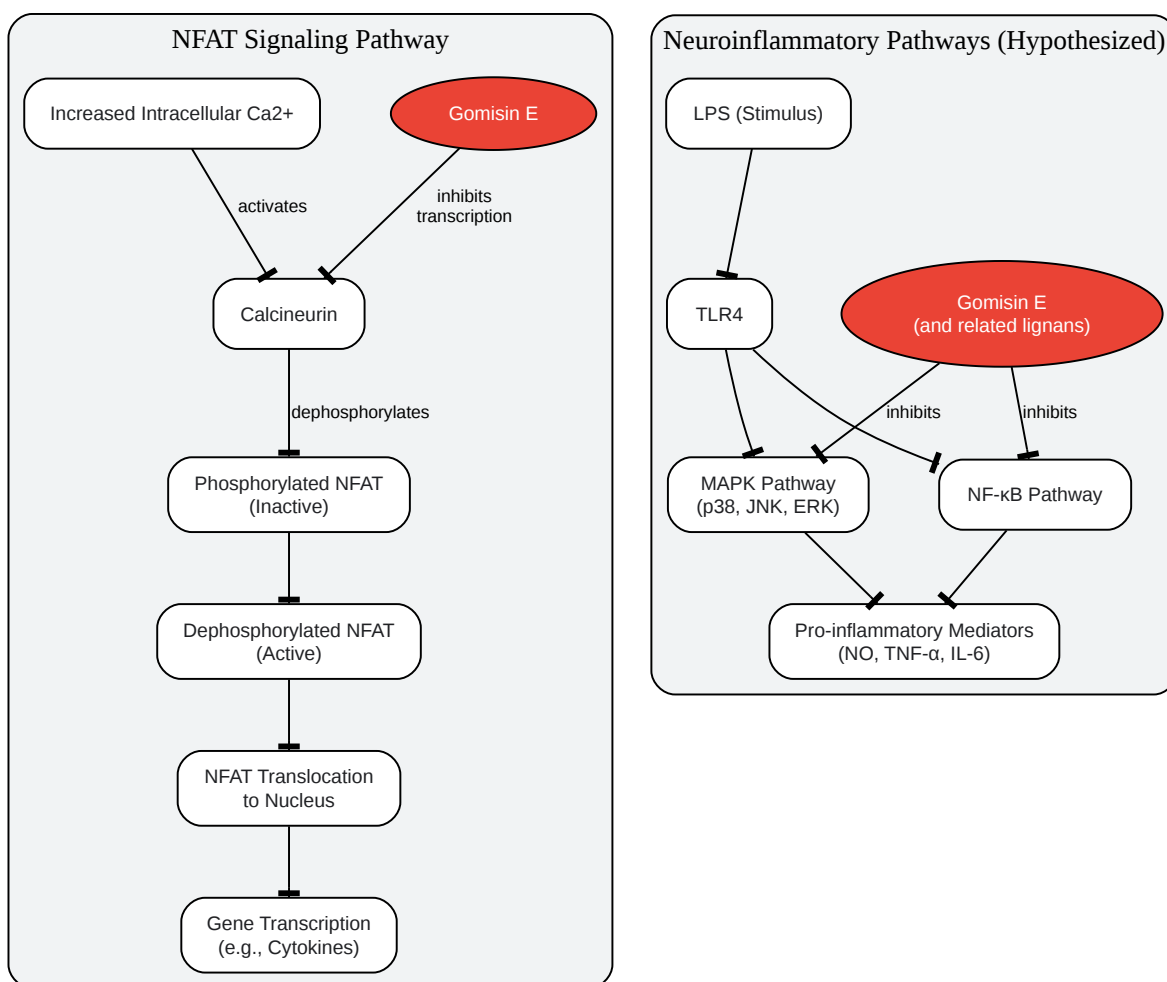 NFAT Signaling Pathway
Increased Intracellular Ca2+
Gomisin E
activates
inhibits
transcription
Calcineurin
dephosphorylates
Phosphorylated NFAT
(Inactive)
Dephosphorylated NFAT
(Active)
NFAT Translocation
to Nucleus
Gene Transcription
(e.g., Cytokines)
Neuroinflammatory Pathways (Hypothesized)
LPS (Stimulus)
TLR4
Gomisin E
(and related lignans)
inhibits
inhibits
MAPK Pathway
(p38, JNK, ERK)
NF-κB Pathway
Pro-inflammatory Mediators
(NO, TNF-α, IL-6)